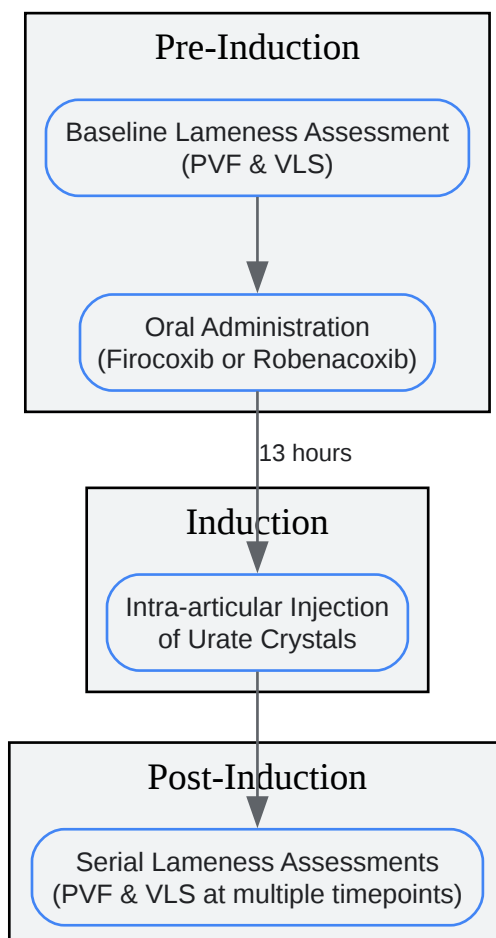 Pre-Induction
Baseline Lameness Assessment
(PVF & VLS)
Oral Administration
(Firocoxib or Robenacoxib)
13 hours
Induction
Intra-articular Injection
of Urate Crystals
Post-Induction
Serial Lameness Assessments
(PVF & VLS at multiple timepoints)